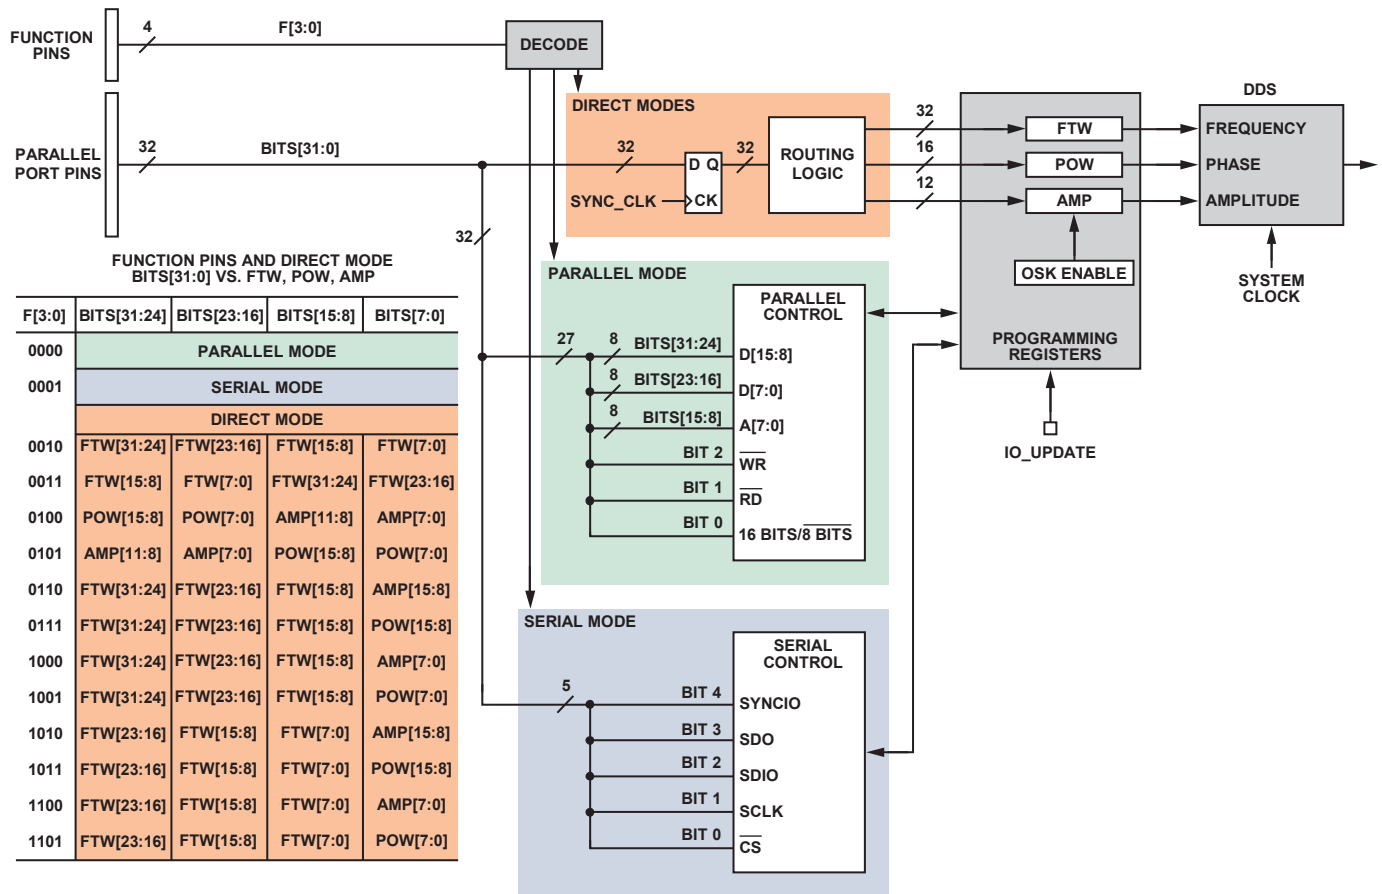 FUNCTION
PINS
4
F[3:0]
DECODE
PARALLEL
PORT PINS
32
BITS[31:0]
32
DIRECT MODES
32
D Q
CK
SYNC_CLK
32
ROUTING
LOGIC
32
16
12
FTW
POW
AMP
OSK ENABLE
PROGRAMMING
REGISTERS
IO_UPDATE
DDS
FREQUENCY
PHASE
AMPLITUDE
SYSTEM
CLOCK
PARALLEL MODE
27
PARALLEL
CONTROL
8 BITS[31:24] D[15:8]
8 BITS[23:16] D[7:0]
8 BITS[15:8] A[7:0]
BIT 2 WR
BIT 1 RD
BIT 0 16 BITS/8 BITS
SERIAL MODE
5
SERIAL
CONTROL
BIT 4 SYNCIO
BIT 3 SDO
BIT 2 SDIO
BIT 1 SCLK
BIT 0 CS
FUNCTION PINS AND DIRECT MODE
BITS[31:0] VS. FTW, POW, AMP
F[3:0] BITS[31:24] BITS[23:16] BITS[15:8] BITS[7:0]
0000 PARALLEL MODE
0001 SERIAL MODE
DIRECT MODE
0010 FTW[31:24] FTW[23:16] FTW[15:8] FTW[7:0]
0011 FTW[15:8] FTW[7:0] FTW[31:24] FTW[23:16]
0100 POW[15:8] POW[7:0] AMP[11:8] AMP[7:0]
0101 AMP[11:8] AMP[7:0] POW[15:8] POW[7:0]
0110 FTW[31:24] FTW[23:16] FTW[15:8] AMP[15:8]
0111 FTW[31:24] FTW[23:16] FTW[15:8] POW[15:8]
1000 FTW[31:24] FTW[23:16] FTW[15:8] AMP[7:0]
1001 FTW[31:24] FTW[23:16] FTW[15:8] POW[7:0]
1010 FTW[23:16] FTW[15:8] FTW[7:0] AMP[15:8]
1011 FTW[23:16] FTW[15:8] FTW[7:0] POW[15:8]
1100 FTW[23:16] FTW[15:8] FTW[7:0] AMP[7:0]
1101 FTW[23:16] FTW[15:8] FTW[7:0] POW[7:0]